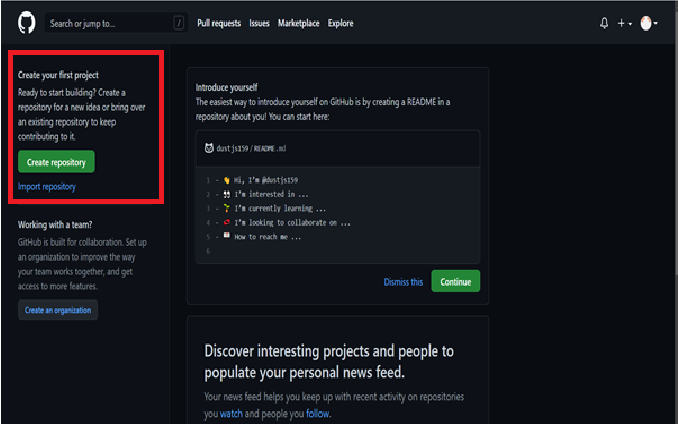 Search or jump to... /
Pull requests Issues Marketplace Explore
Create your first project
Ready to start building? Create a
repository for a new idea or bring over
an existing repository to keep
contributing to it.
Create repository
Import repository
Working with a team?
GitHub is built for collaboration. Set up
an organization to improve the way
your team works together, and get
access to more features.
Create an organization
Introduce yourself
The easiest way to introduce yourself on GitHub is by creating a README in a
repository about you! You can start here:
dustjs159 / README.md
1 - 👋 Hi, I'm @dustjs159
2 - 👀 I'm interested in ...
3 - 🌱 I'm currently learning ...
4 - 💞️ I'm looking to collaborate on ...
5 - 📫 How to reach me ...
6
Dismiss this Continue
Discover interesting projects and people to
populate your personal news feed.
Your news feed helps you keep up with recent activity on repositories
you watch and people you follow.